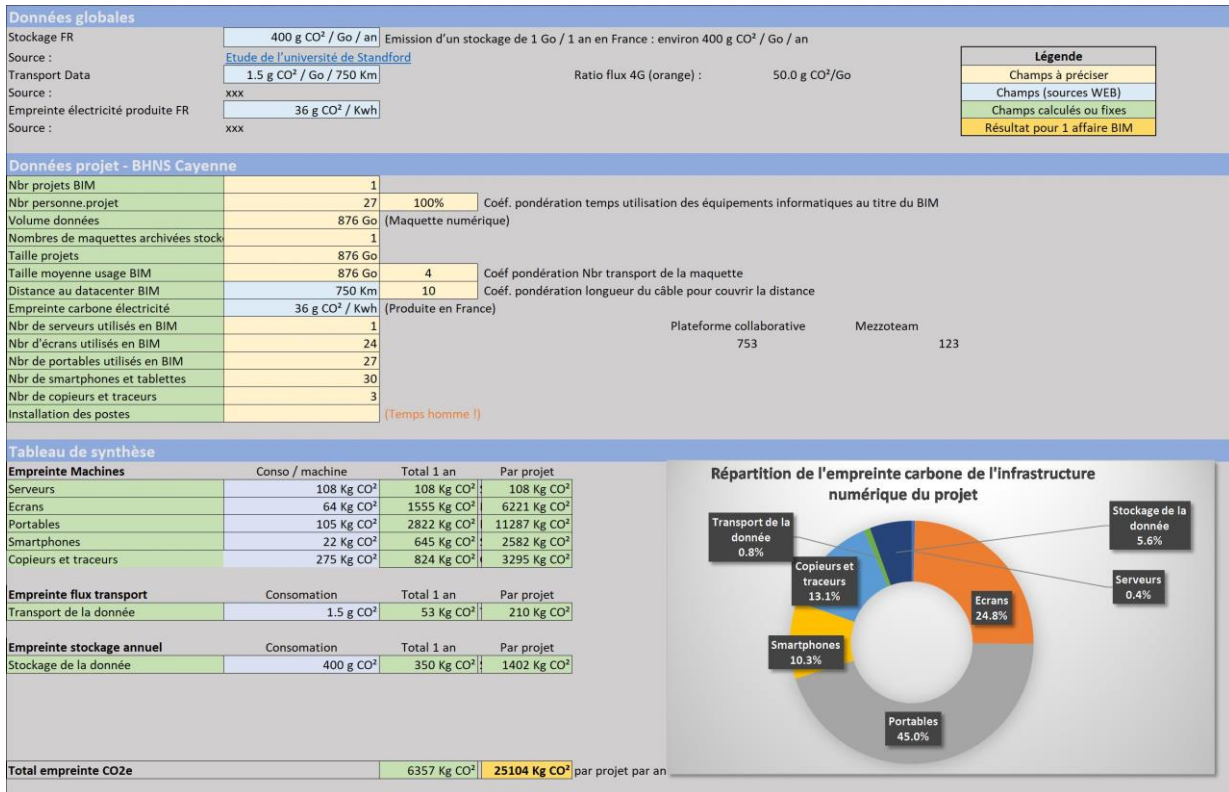 Données globales
Stockage FR 400 g CO² / Go / an Emission d'un stockage de 1 Go / 1 an en France : environ 400 g CO² / Go / an
Source : Etude de l'université de Standford Légende
Transport Data 1.5 g CO² / Go / 750 Km Ratio flux 4G (orange) : 50.0 g CO²/Go Champs à préciser
Source : xxx Champs (sources WEB)
Empreinte électricité produite FR 36 g CO² / Kwh Champs calculés ou fixes
Source : xxx Résultat pour 1 affaire BIM
Données projet - BHNS Cayenne
Nbr projets BIM 1
Nbr personne.projet 27 100% Coéf. pondération temps utilisation des équipements informatiques au titre du BIM
Volume données 876 Go (Maquette numérique)
Nombres de maquettes archivées stock 1
Taille projets 876 Go
Taille moyenne usage BIM 876 Go 4 Coéf pondération Nbr transport de la maquette
Distance au datacenter BIM 750 Km 10 Coéf. pondération longueur du câble pour couvrir la distance
Empreinte carbone électricité 36 g CO² / Kwh (Produite en France)
Nbr de serveurs utilisés en BIM 1 Plateforme collaborative Mezzoteam
Nbr d'écrans utilisés en BIM 24 753 123
Nbr de portables utilisés en BIM 27
Nbr de smartphones et tablettes 30
Nbr de copieurs et traceurs 3
Installation des postes (Temps homme !)
Tableau de synthèse
Empreinte Machines Conso / machine Total 1 an Par projet
Serveurs 108 Kg CO² 108 Kg CO² 108 Kg CO²
Ecrans 64 Kg CO² 1555 Kg CO² 6221 Kg CO²
Portables 105 Kg CO² 2822 Kg CO² 11287 Kg CO²
Smartphones 22 Kg CO² 645 Kg CO² 2582 Kg CO²
Copieurs et traceurs 275 Kg CO² 824 Kg CO² 3295 Kg CO²
Empreinte flux transport Consomation Total 1 an Par projet
Transport de la donnée 1.5 g CO² 53 Kg CO² 210 Kg CO²
Empreinte stockage annuel Consomation Total 1 an Par projet
Stockage de la donnée 400 g CO² 350 Kg CO² 1402 Kg CO²
Total empreinte CO2e 6357 Kg CO² 25104 Kg CO² par projet par an
Répartition de l'empreinte carbone de l'infrastructure
numérique du projet
Stockage de la
donnée
5.6%
Transport de la
donnée
0.8%
Copieurs et
traceurs
13.1%
Serveurs
0.4%
Ecrans
24.8%
Smartphones
10.3%
Portables
45.0%